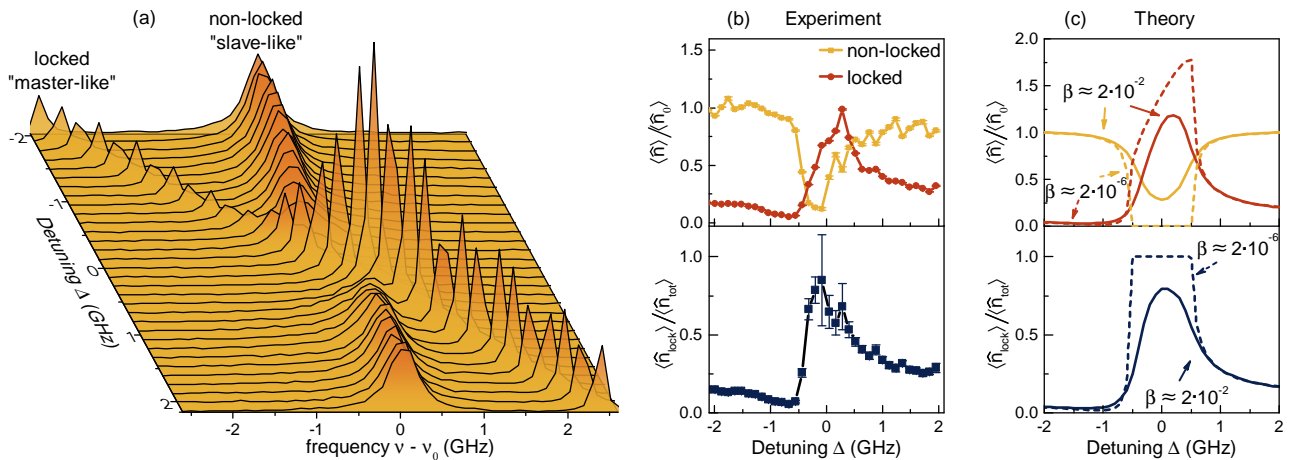 (a)
non-locked
"slave-like"
locked
"master-like"
-2
-1
0
1
2
Detuning Δ (GHz)
-2 -1 0 1 2
frequency ν - ν0 (GHz)
(b) Experiment
1.5
1.0
0.5
0.0
⟨n̂⟩/⟨n̂0⟩
non-locked
locked
1.0
0.5
0.0
⟨n̂lock⟩/⟨n̂tot⟩
-2 -1 0 1 2
Detuning Δ GHz)
(c) Theory
2.0
1.5
1.0
0.5
0.0
⟨n̂⟩/⟨n̂0⟩
β ≈ 2·10-2
β ≈ 2·10-6
1.0
0.5
0.0
⟨n̂lock⟩/⟨n̂tot⟩
β ≈ 2·10-6
β ≈ 2·10-2
-2 -1 0 1 2
Detuning Δ (GHz)